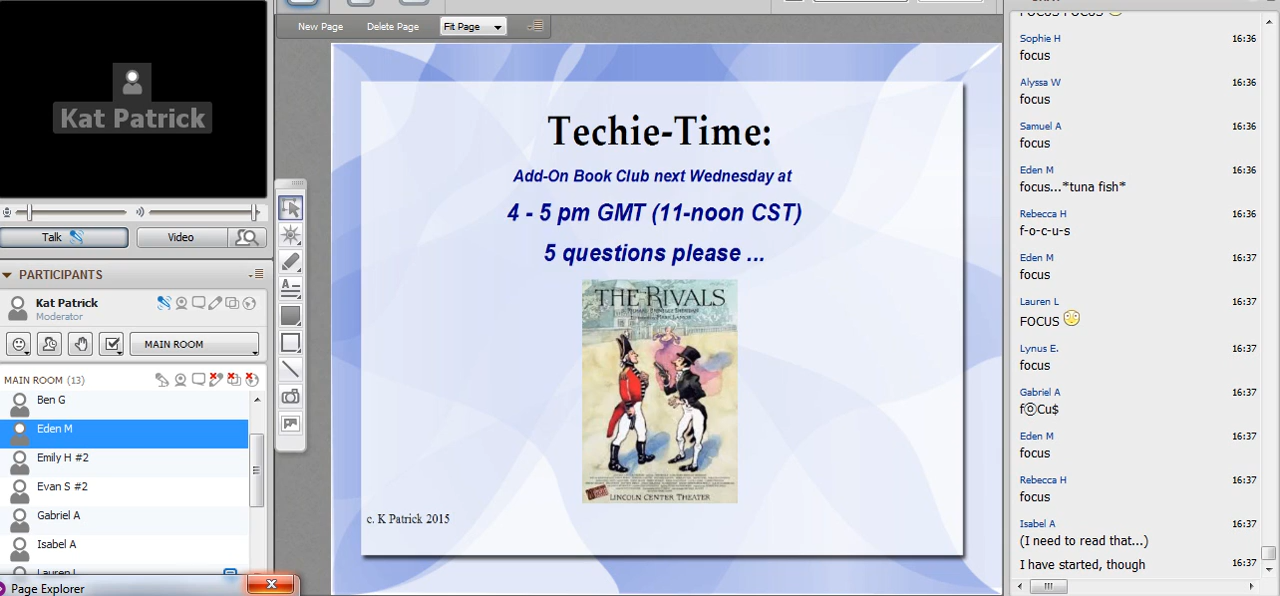 Kat Patrick
Talk
Video
PARTICIPANTS
Kat Patrick
Moderator
MAIN ROOM
MAIN ROOM (13)
Ben G
Eden M
Emily H #2
Evan S #2
Gabriel A
Isabel A
Lauren L
Page Explorer
New Page
Delete Page
Fit Page
Techie-Time:
Add-On Book Club next Wednesday at
4 - 5 pm GMT (11-noon CST)
5 questions please ...
THE RIVALS
LINCOLN CENTER THEATER
c. K Patrick 2015
FOCUS FOCUS
Sophie H 16:36
focus
Alyssa W 16:36
focus
Samuel A 16:36
focus
Eden M 16:36
focus...*tuna fish*
Rebecca H 16:36
f-o-c-u-s
Eden M 16:37
focus
Lauren L 16:37
FOCUS
Lynus E. 16:37
focus
Gabriel A 16:37
fⓞCu$
Eden M 16:37
focus
Rebecca H 16:37
focus
Isabel A 16:37
(I need to read that...)
I have started, though 16:37